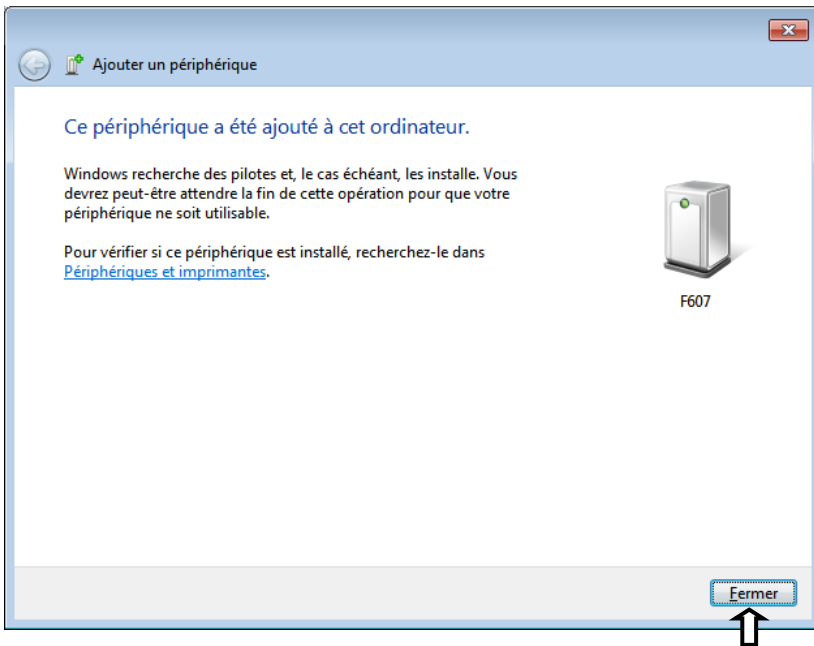 Ajouter un périphérique
Ce périphérique a été ajouté à cet ordinateur.
Windows recherche des pilotes et, le cas échéant, les installe. Vous
devrez peut-être attendre la fin de cette opération pour que votre
périphérique ne soit utilisable.
Pour vérifier si ce périphérique est installé, recherchez-le dans
Périphériques et imprimantes.
F607
Fermer